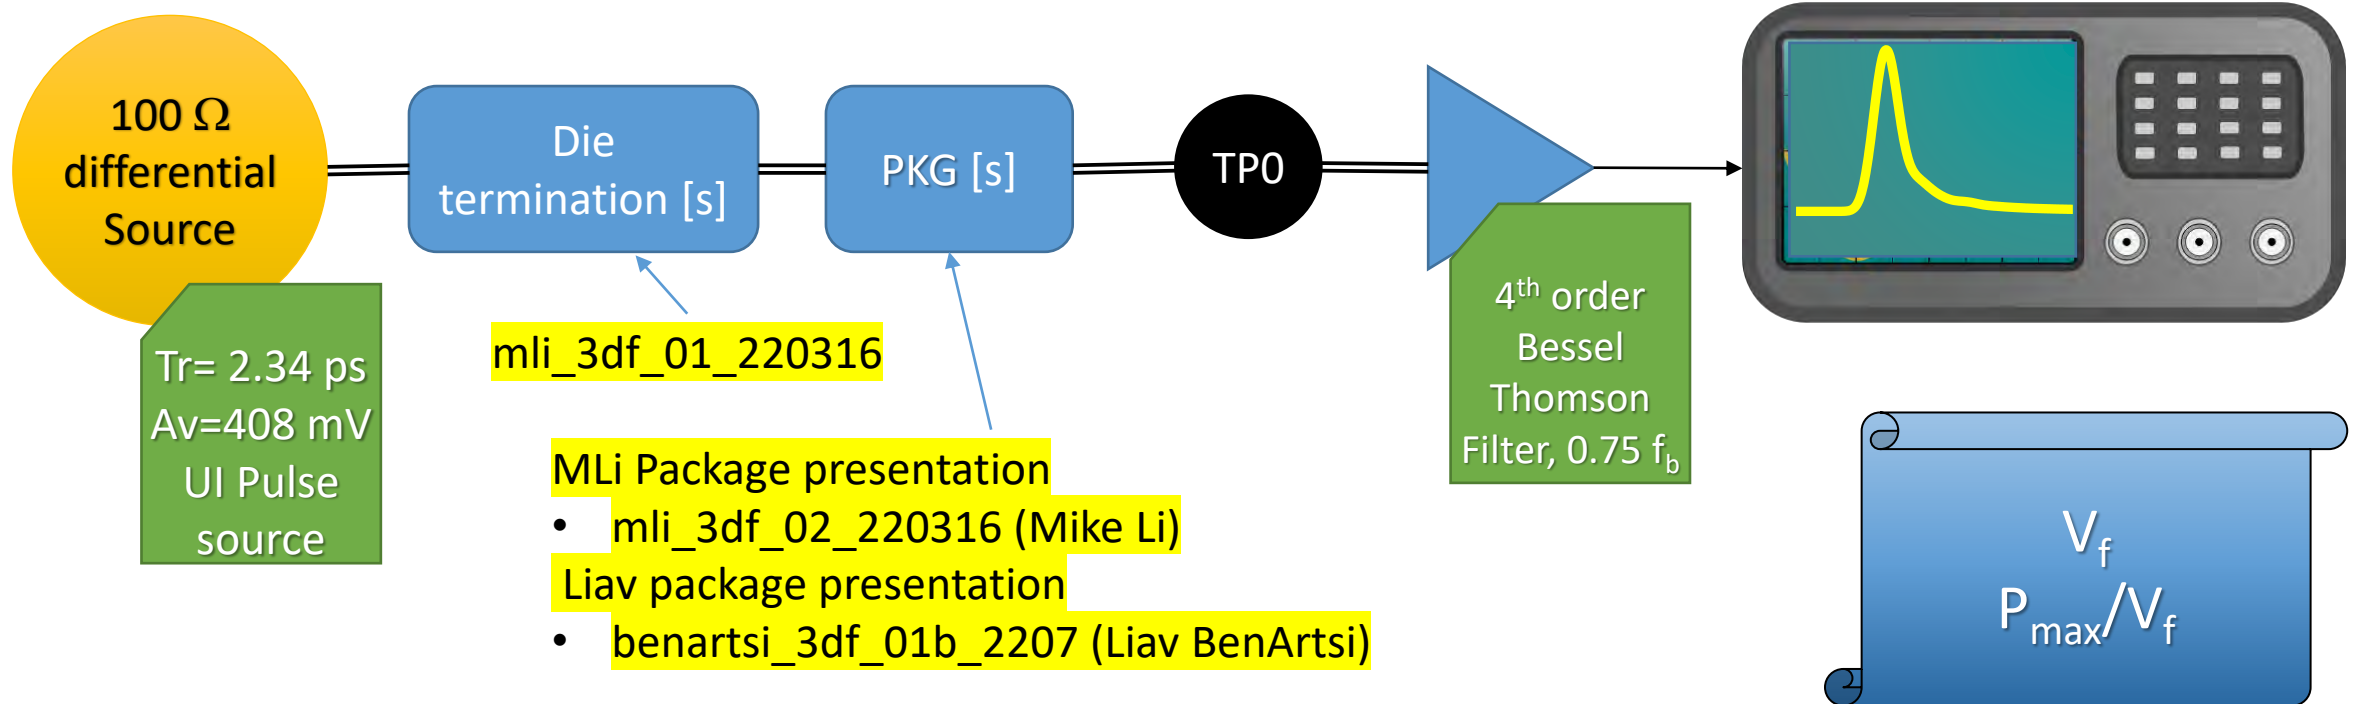 100 Ω
differential
Source
Die
termination [s]
PKG [s]
TP0
Tr= 2.34 ps
Av=408 mV
UI Pulse
source
mli_3df_01_220316
MLi Package presentation
• mli_3df_02_220316 (Mike Li)
Liav package presentation
• benartsi_3df_01b_2207 (Liav BenArtsi)
4th order
Bessel
Thomson
Filter, 0.75 fb
Vf
Pmax/Vf